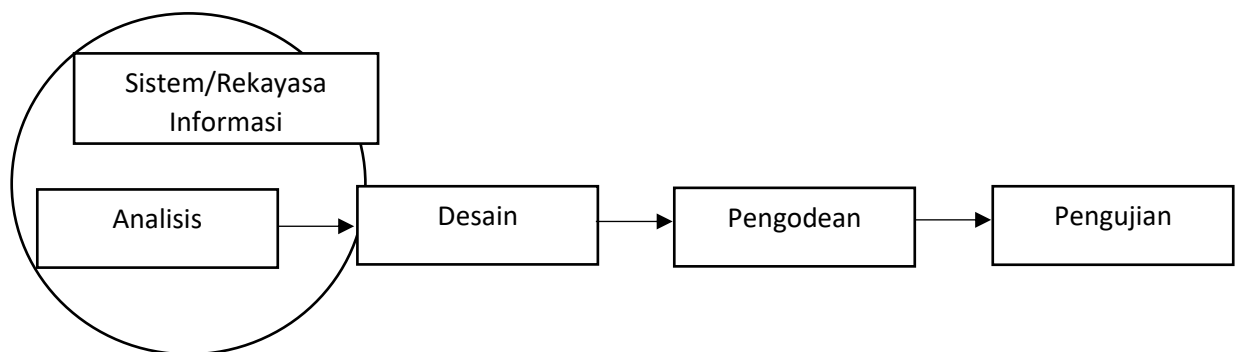 Sistem/Rekayasa
Informasi
Analisis
Desain
Pengodean
Pengujian